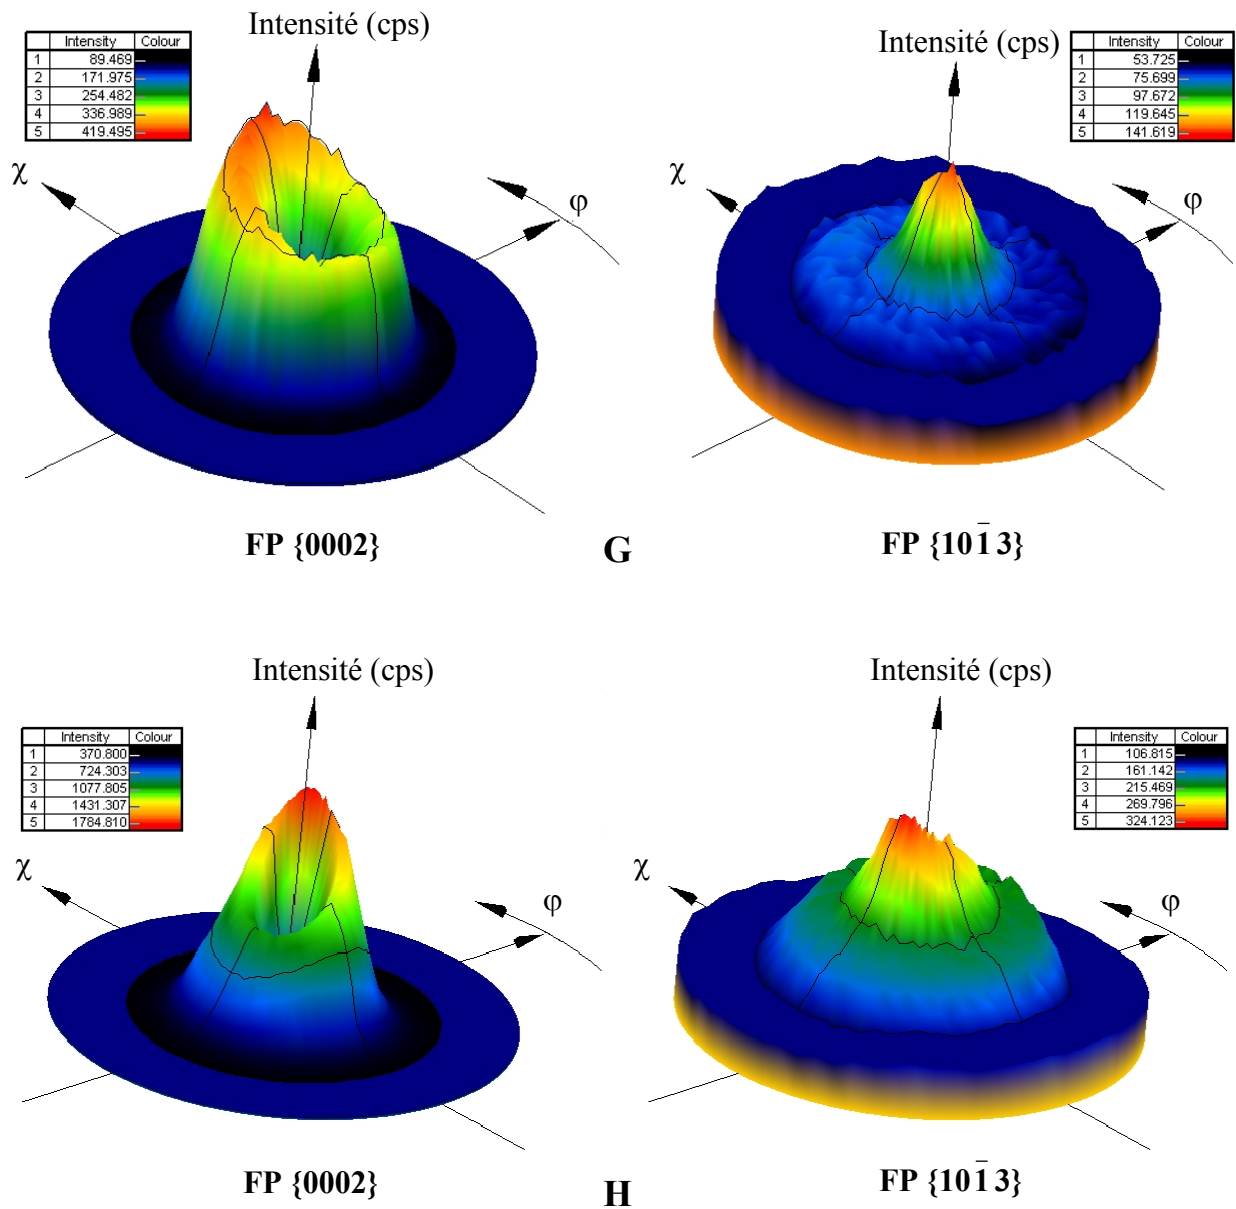 Intensité (cps)
Intensity Colour
1 89.469
2 171.975
3 254.482
4 336.989
5 419.495
χ
φ
FP {0002}
Intensité (cps)
Intensity Colour
1 53.725
2 75.699
3 97.672
4 119.645
5 141.619
χ
φ
FP {101̄3}
G
Intensité (cps)
Intensity Colour
1 370.800
2 724.303
3 1077.805
4 1431.307
5 1784.810
χ
φ
FP {0002}
Intensité (cps)
Intensity Colour
1 106.815
2 161.142
3 215.469
4 269.796
5 324.123
χ
φ
FP {101̄3}
H